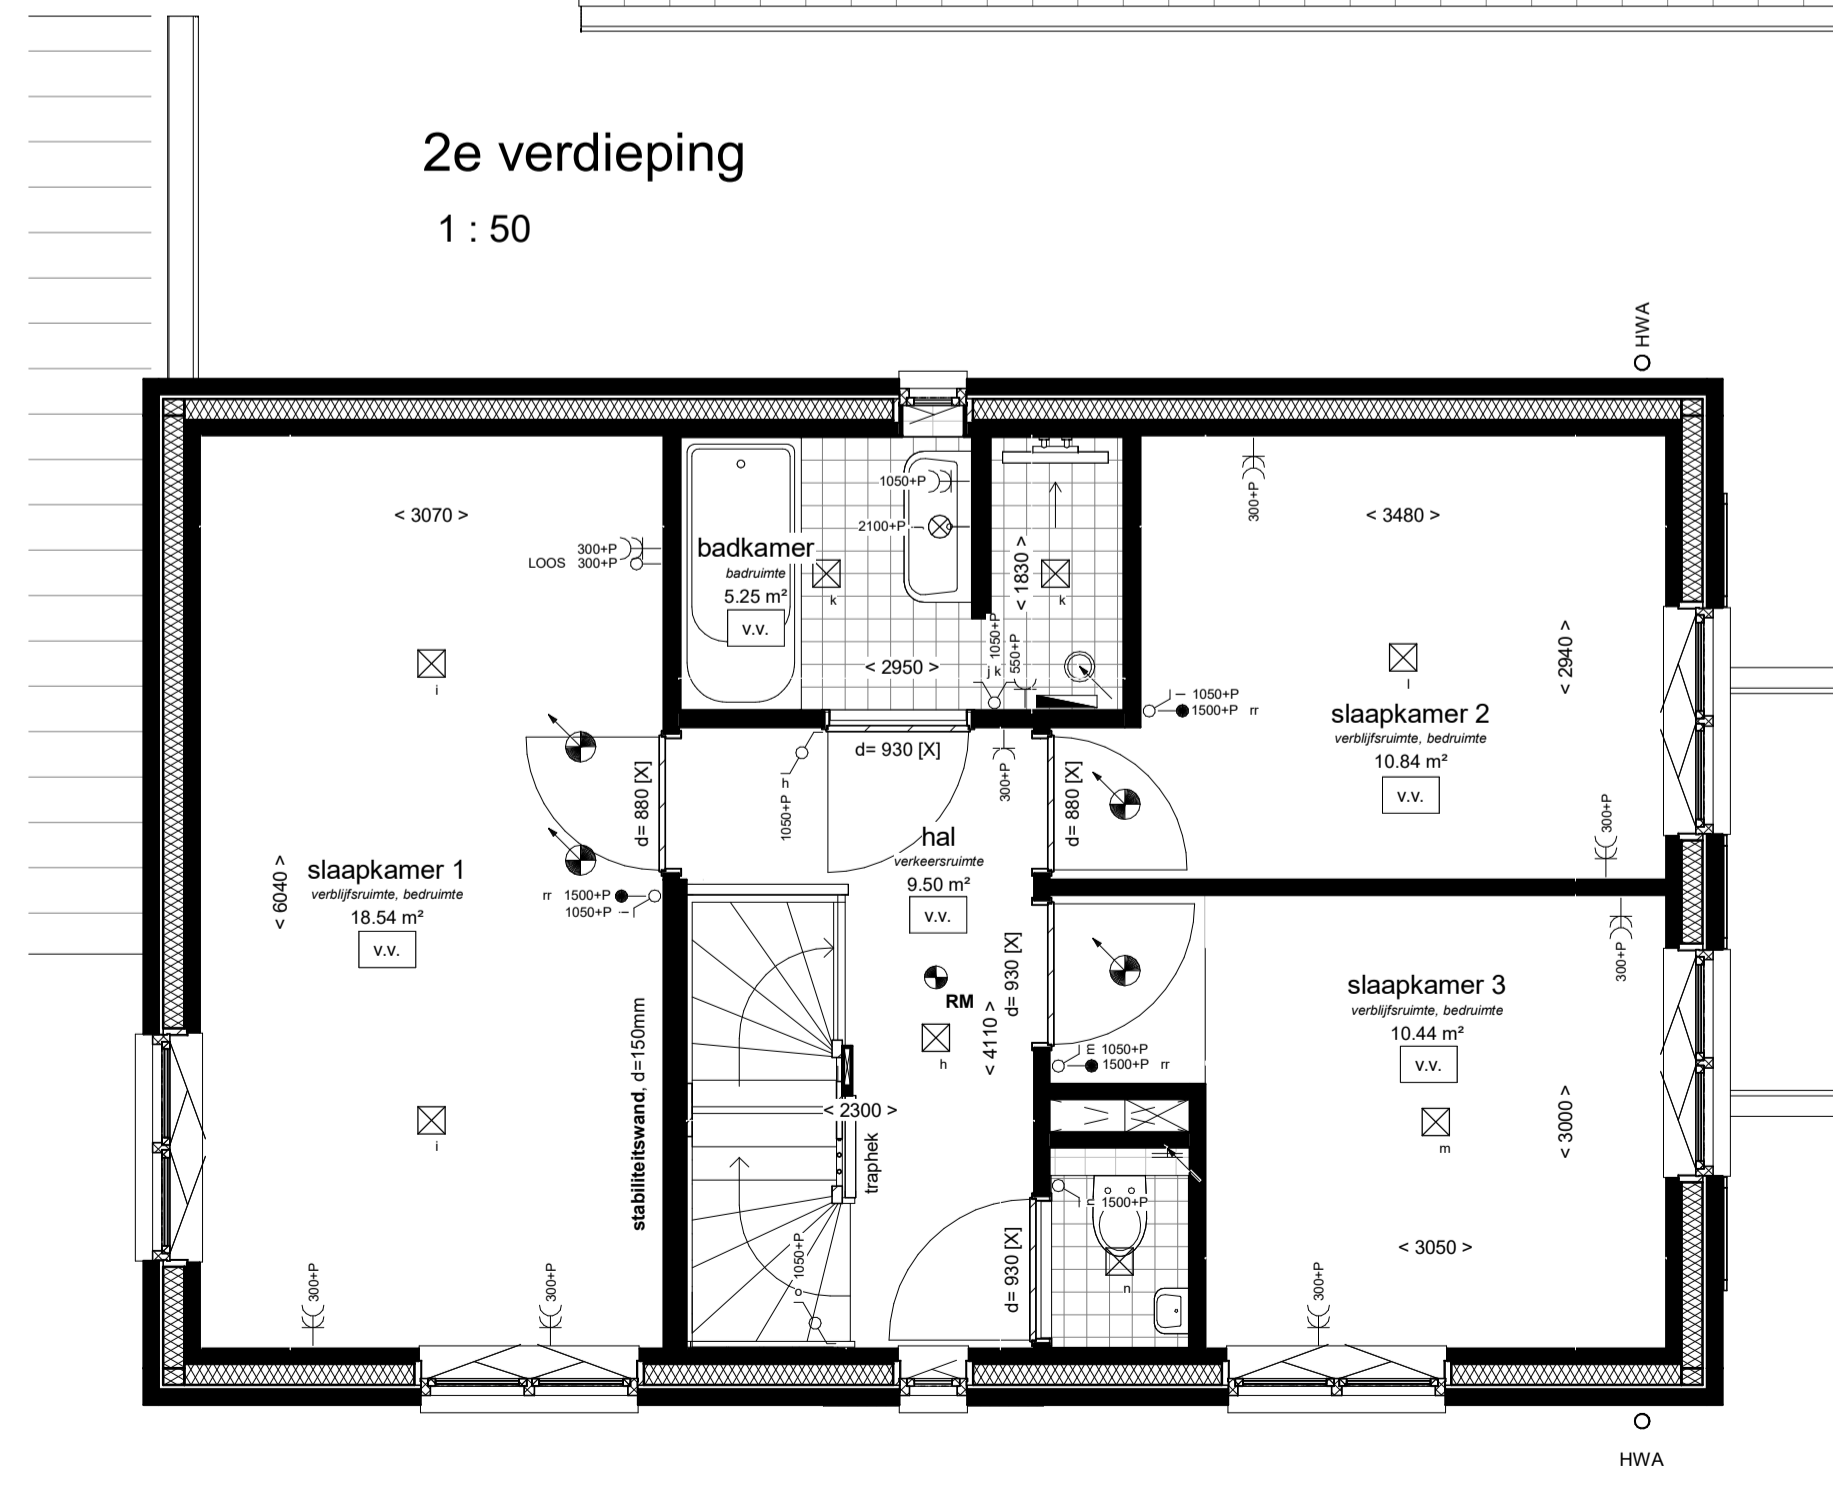 2e verdieping
1 : 50
HWA
< 3070 >
300+P
LOOS 300+P
i
slaapkamer 1
verblijfsruimte, bedruimte
18.54 m²
v.v.
< 6040 >
d= 880 [X]
rr 1500+P
1050+P
stabiliteitswand, d=150mm
i
300+P
300+P
badkamer
badruimte
5.25 m²
v.v.
k
1050+P
2100+P
< 2950 >
< 1830 >
k
j k 1050+P
550+P
d= 930 [X]
1050+P h
300+P
hal
verkeersruimte
9.50 m²
v.v.
RM
h
< 4110 >
< 2300 >
traphek
o 1050+P
d= 880 [X]
d= 930 [X]
d= 930 [X]
300+P
< 3480 >
l
< 2940 >
l 1050+P
1500+P rr
slaapkamer 2
verblijfsruimte, bedruimte
10.84 m²
v.v.
300+P
300+P
slaapkamer 3
verblijfsruimte, bedruimte
10.44 m²
v.v.
m 1050+P
1500+P rr
m
< 3000 >
< 3050 >
300+P
n 1500+P
n
HWA